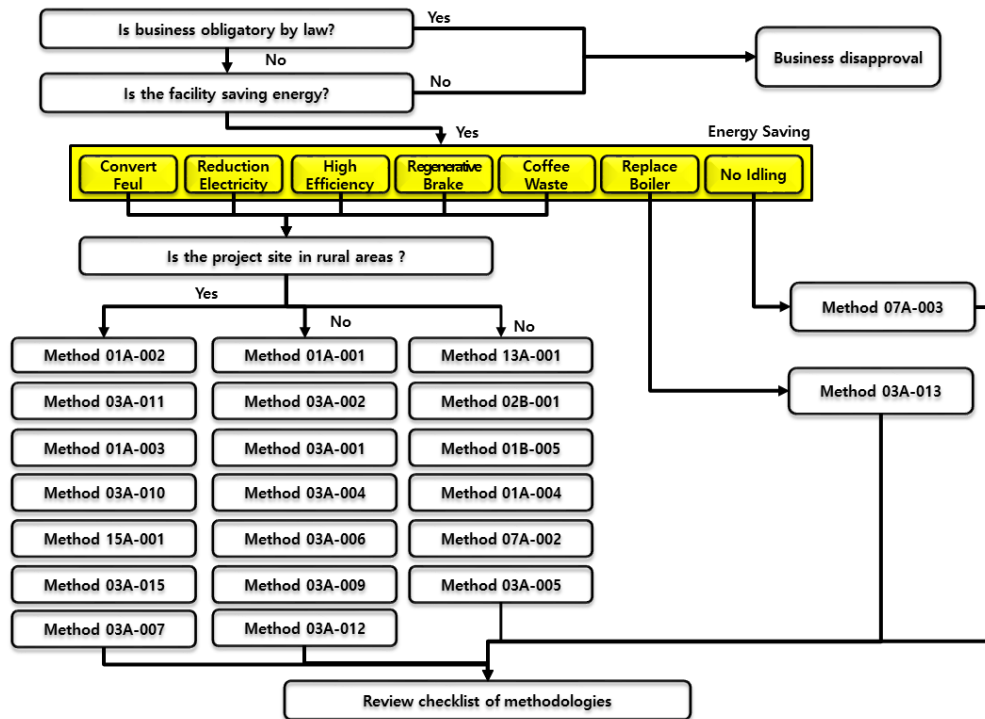 Is business obligatory by law?
Yes
No
Business disapproval
Is the facility saving energy?
No
Yes
Energy Saving
Convert
Feul
Reduction
Electricity
High
Efficiency
Regenerative
Brake
Coffee
Waste
Replace
Boiler
No Idling
Is the project site in rural areas ?
Yes
No
No
Method 07A-003
Method 03A-013
Method 01A-002
Method 03A-011
Method 01A-003
Method 03A-010
Method 15A-001
Method 03A-015
Method 03A-007
Method 01A-001
Method 03A-002
Method 03A-001
Method 03A-004
Method 03A-006
Method 03A-009
Method 03A-012
Method 13A-001
Method 02B-001
Method 01B-005
Method 01A-004
Method 07A-002
Method 03A-005
Review checklist of methodologies